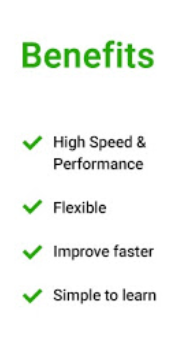 Benefits
High Speed &
Performance
Flexible
Improve faster
Simple to learn